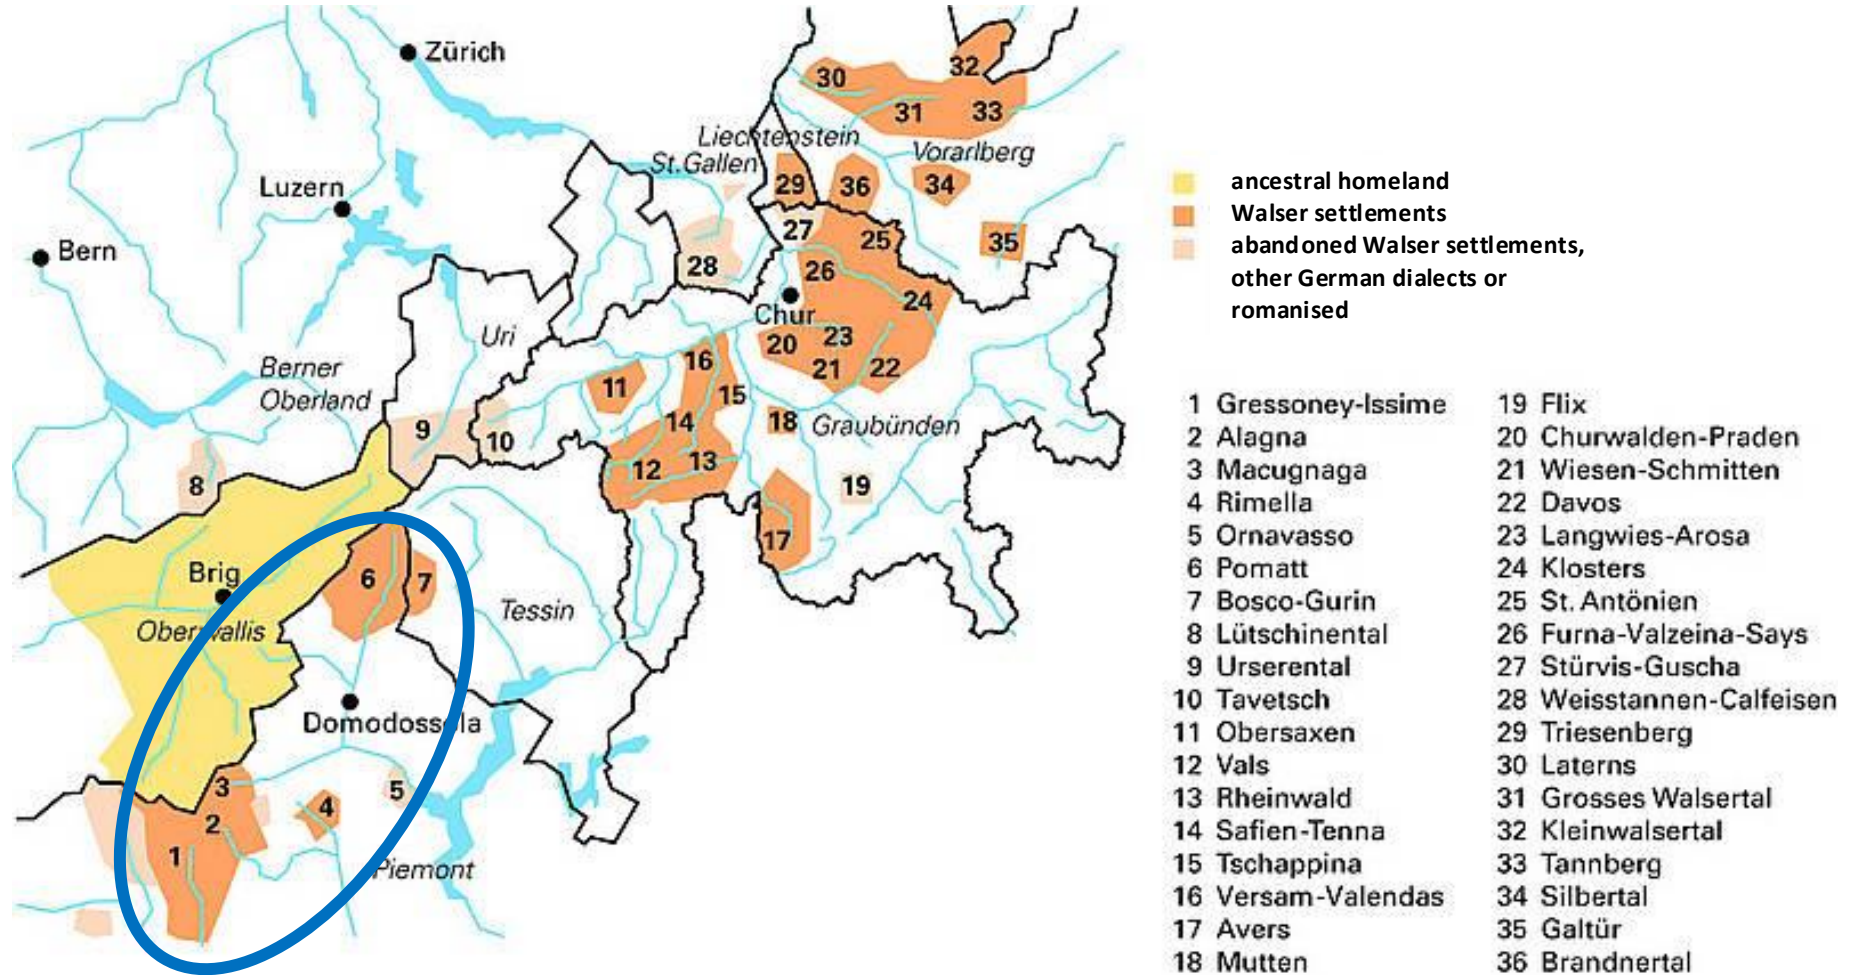 Zürich
Liechtenstein
St.Gallen
Vorarlberg
Luzern
Bern
Uri
Chur
Berner
Oberland
Graubünden
Brig
Oberwallis
Tessin
Domodossola
Piemont
30
32
31
33
29
36
34
27
25
35
28
26
24
23
20
21
22
16
11
15
18
14
9
10
12
13
8
19
17
6
7
3
5
4
2
1
ancestral homeland
Walser settlements
abandoned Walser settlements,
other German dialects or
romanised
1 Gressoney-Issime
2 Alagna
3 Macugnaga
4 Rimella
5 Ornavasso
6 Pomatt
7 Bosco-Gurin
8 Lütschinental
9 Urserental
10 Tavetsch
11 Obersaxen
12 Vals
13 Rheinwald
14 Safien-Tenna
15 Tschappina
16 Versam-Valendas
17 Avers
18 Mutten
19 Flix
20 Churwalden-Praden
21 Wiesen-Schmitten
22 Davos
23 Langwies-Arosa
24 Klosters
25 St. Antönien
26 Furna-Valzeina-Says
27 Stürvis-Guscha
28 Weisstannen-Calfeisen
29 Triesenberg
30 Laterns
31 Grosses Walsertal
32 Kleinwalsertal
33 Tannberg
34 Silbertal
35 Galtür
36 Brandnertal